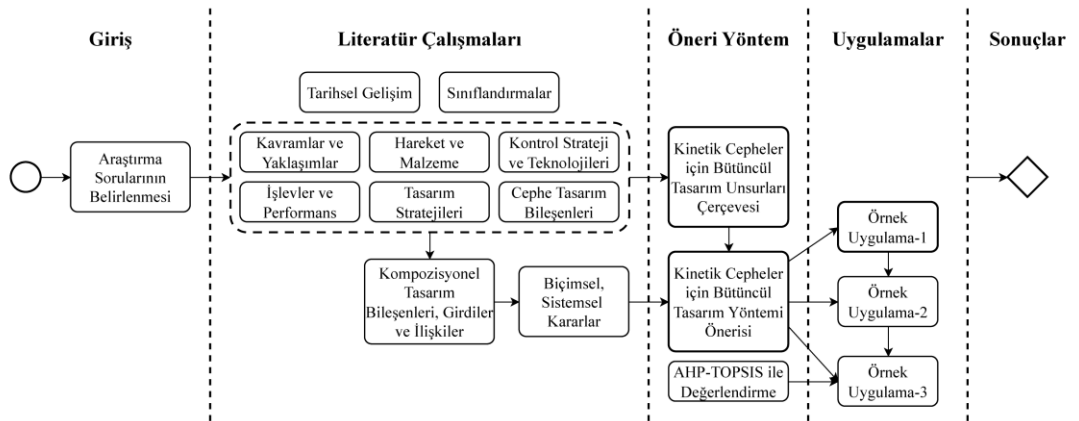 Giriş
Literatür Çalışmaları
Öneri Yöntem
Uygulamalar
Sonuçlar
Tarihsel Gelişim
Sınıflandırmalar
Araştırma
Sorularının
Belirlenmesi
Kavramlar ve
Yaklaşımlar
Hareket ve
Malzeme
Kontrol Strateji
ve Teknolojileri
İşlevler ve
Performans
Tasarım
Stratejileri
Cephe Tasarım
Bileşenleri
Kompozisyonel
Tasarım
Bileşenleri, Girdiler
ve İlişkiler
Biçimsel,
Sistemsel
Kararlar
Kinetik Cepheler
için Bütüncül
Tasarım Unsurları
Çerçevesi
Kinetik Cepheler
için Bütüncül
Tasarım Yöntemi
Önerisi
AHP-TOPSIS ile
Değerlendirme
Örnek
Uygulama-1
Örnek
Uygulama-2
Örnek
Uygulama-3